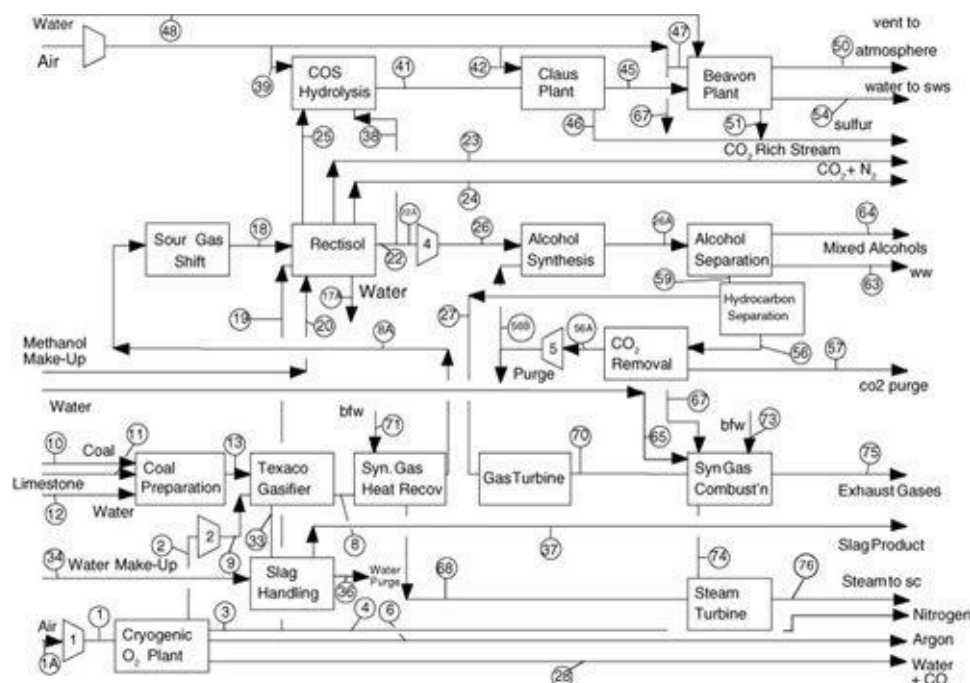 Water
48
vent to
Air
47
50
atmosphere
39
COS
Hydrolysis
41
42
Claus
Plant
45
Beavon
Plant
water to sws
54
25
38
46
67
51
sulfur
23
CO2 Rich Stream
24
CO2 + N2
Sour Gas
Shift
18
Rectisol
22
22A
4
26
Alcohol
Synthesis
26A
Alcohol
Separation
64
Mixed Alcohols
63
ww
17A
Water
59
Hydrocarbon
Separation
19
20
8A
27
56B
56A
5
CO2
Removal
56
57
Methanol
Make-Up
Purge
co2 purge
Water
bfw
71
70
65
67
bfw
73
10
11
Coal
13
Limestone
12
Water
Coal
Preparation
Texaco
Gasifier
Syn. Gas
Heat Recov
Gas Turbine
Syn Gas
Combust'n
75
Exhaust Gases
2
2
9
33
8
37
Slag Product
34
Water Make-Up
Slag
Handling
36
Water
Purge
68
74
Steam
Turbine
76
Steam to sc
Air
1A
1
1
Cryogenic
O2 Plant
3
4
6
Nitrogen
Argon
28
Water
+ CO